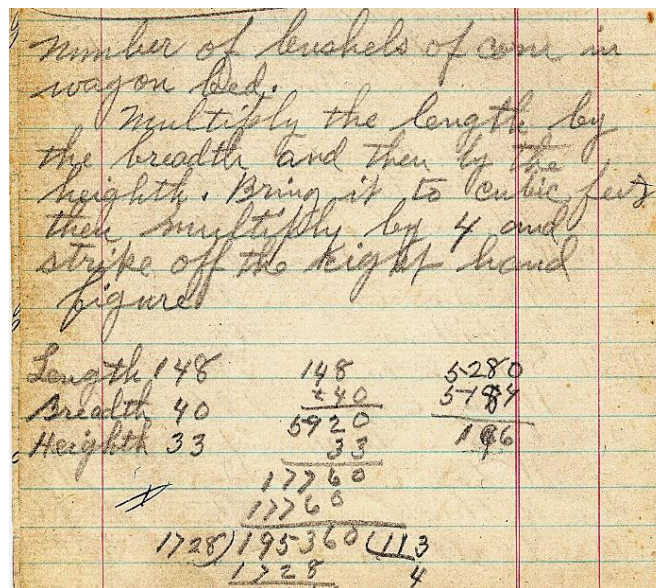 number of bushels of corn in
wagon bed.
Multiply the length by
the breadth and then by the
heighth. Bring it to cubic feet
then multiply by 4 and
strike off the right hand
figure
Length 148 148 5280
Breadth 40 40 5184
Heighth 33 5920 196
33
17760
17760
1728)195360(113
1728 4